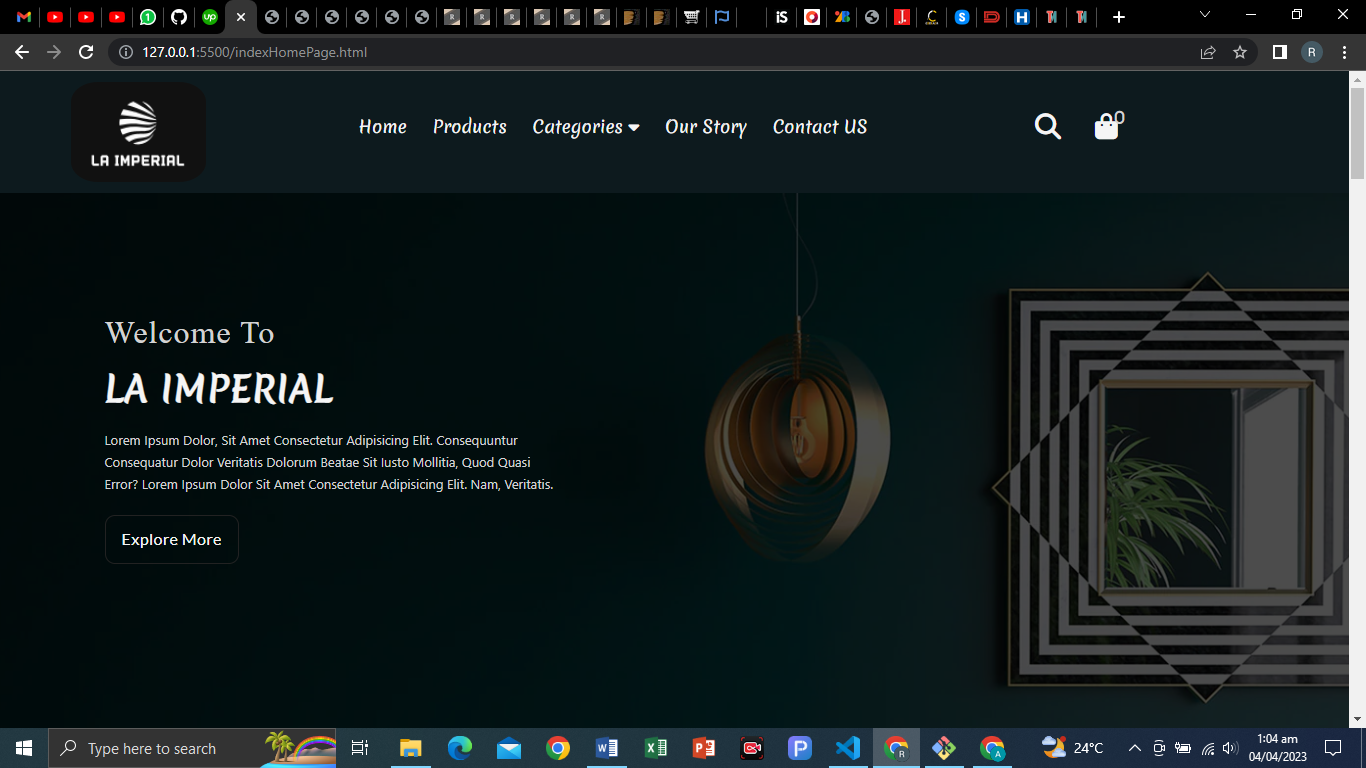 127.0.0.1:5500/indexHomePage.html
R
LA IMPERIAL
Home Products Categories Our Story Contact US
0
Welcome To
LA IMPERIAL
Lorem Ipsum Dolor, Sit Amet Consectetur Adipisicing Elit. Consequuntur
Consequatur Dolor Veritatis Dolorum Beatae Sit Iusto Mollitia, Quod Quasi
Error? Lorem Ipsum Dolor Sit Amet Consectetur Adipisicing Elit. Nam, Veritatis.
Explore More
Type here to search
24°C
1:04 am
04/04/2023